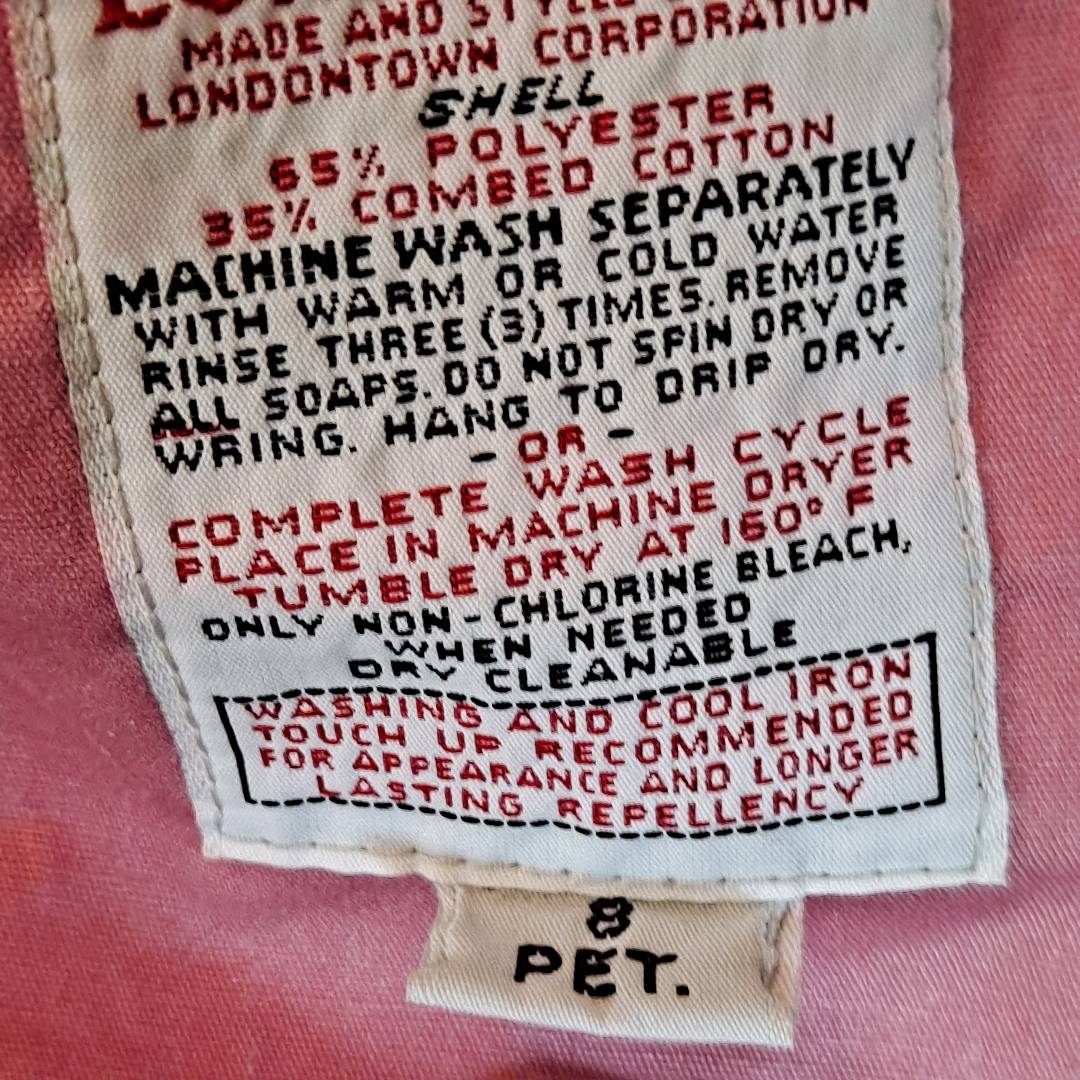 MADE AND
LONDONTOWN CORPORATION
SHELL
65% POLYESTER
35% COMBED COTTON
MACHINE WASH SEPARATELY
WITH WARM OR COLD WATER
RINSE THREE (3) TIMES. REMOVE
ALL SOAPS. DO NOT SPIN DRY OR
WRING. HANG TO DRIP DRY.
- OR -
COMPLETE WASH CYCLE
PLACE IN MACHINE DRYER
TUMBLE DRY AT 160° F
ONLY NON-CHLORINE BLEACH,
WHEN NEEDED
DRY CLEANABLE
WASHING AND COOL IRON
TOUCH UP RECOMMENDED
FOR APPEARANCE AND LONGER
LASTING REPELLENCY
8
PET.